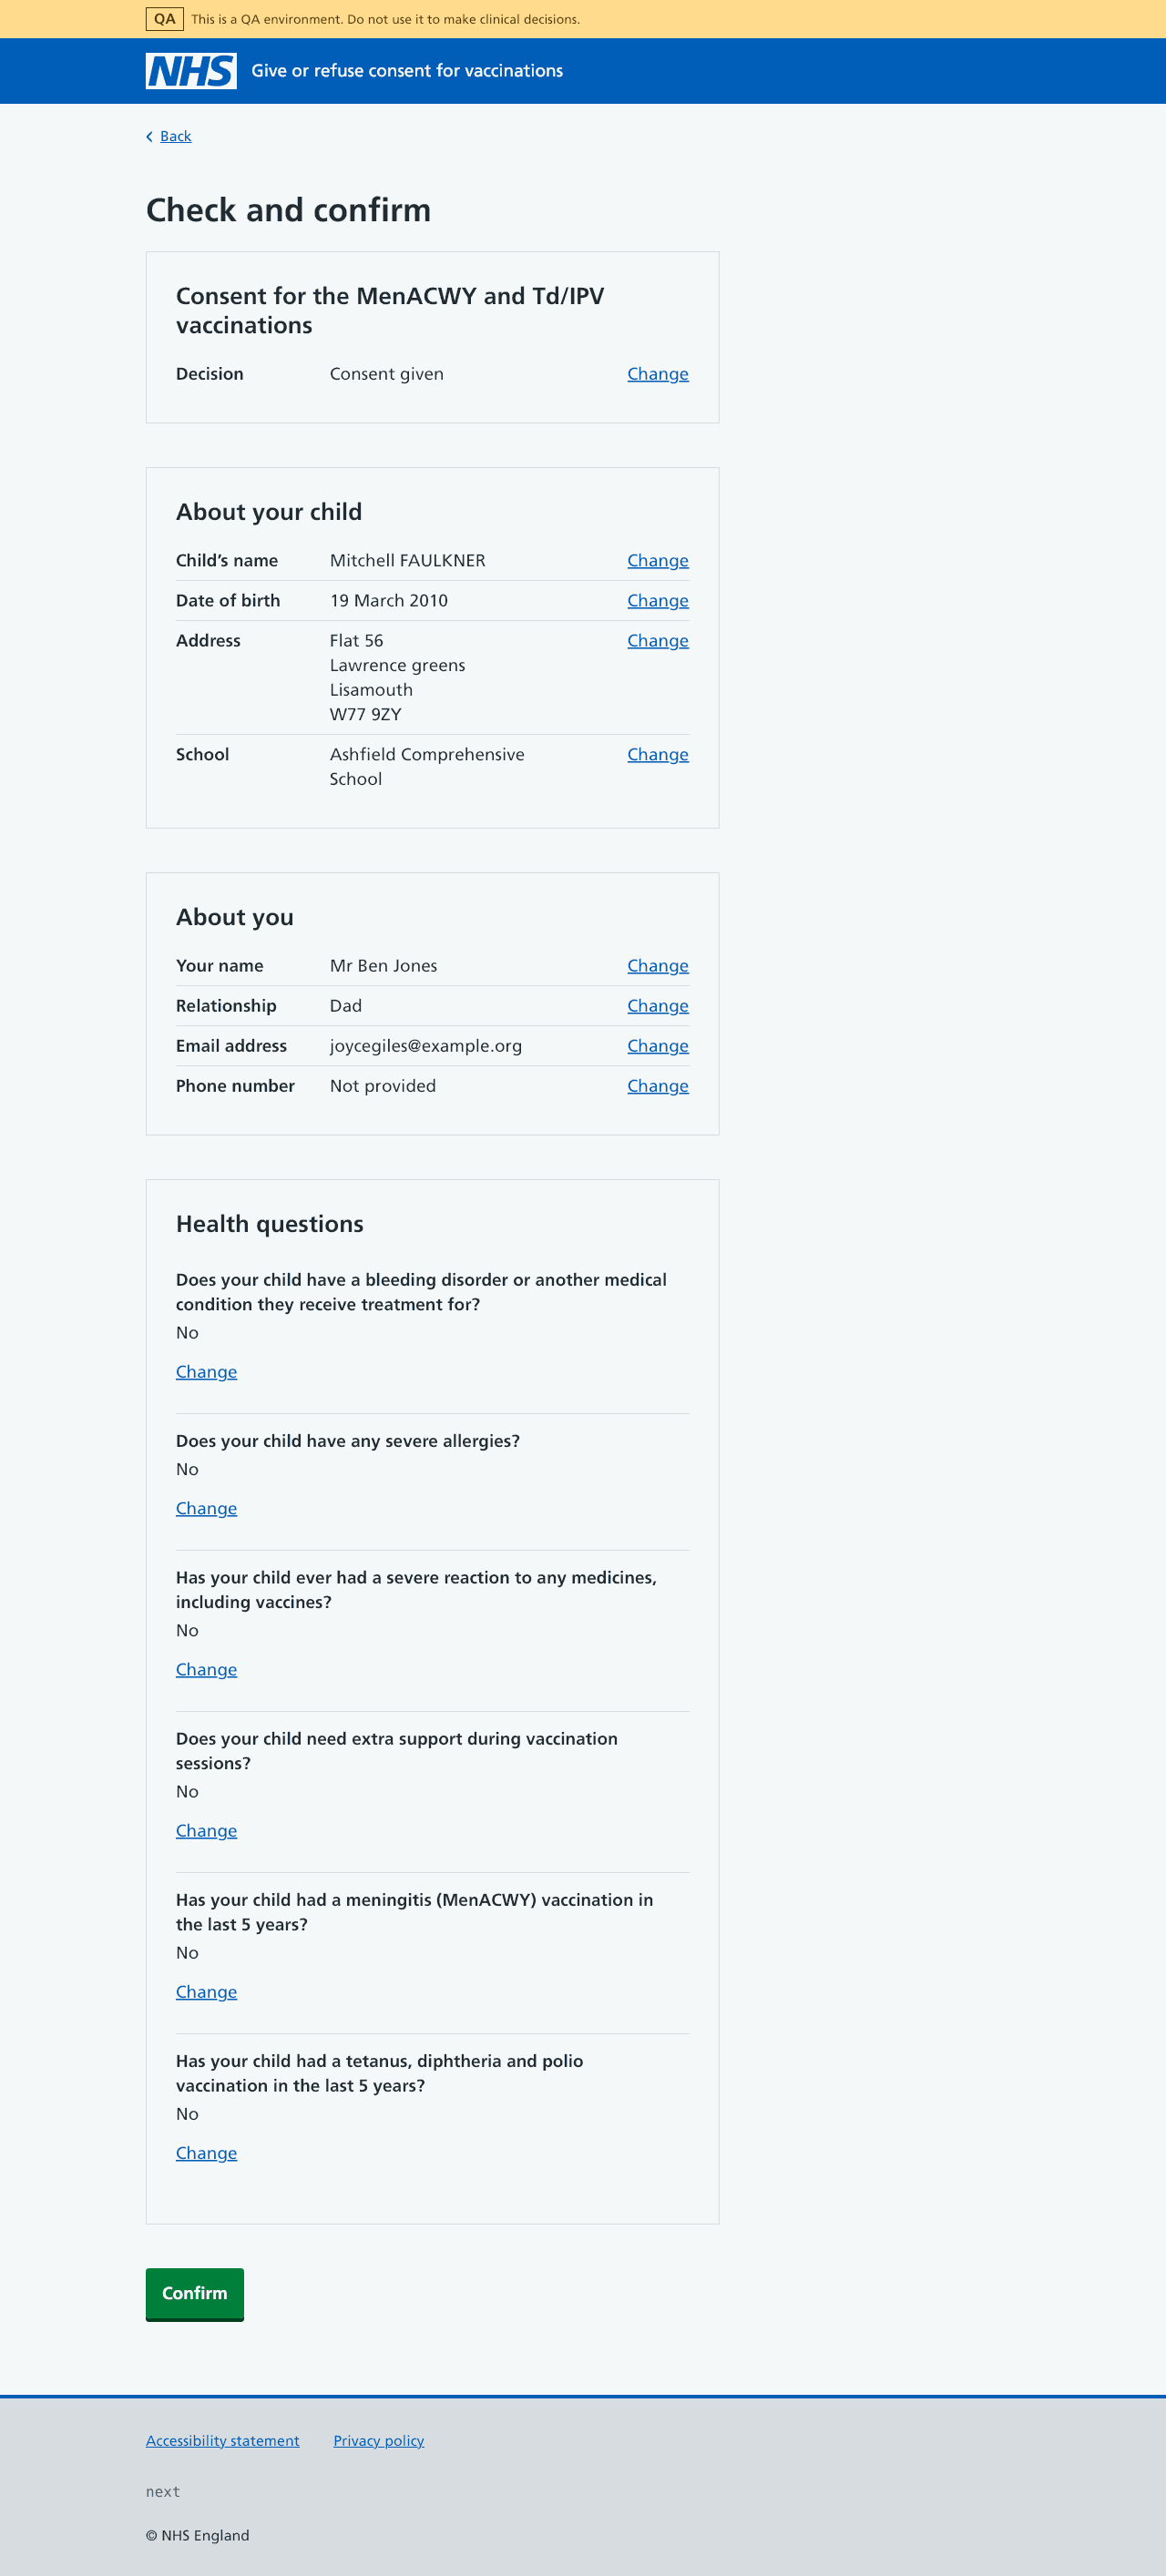 QA This is a QA environment. Do not use it to make clinical decisions.
NHS Give or refuse consent for vaccinations
Back
Check and confirm
Consent for the MenACWY and Td/IPV
vaccinations
Decision Consent given Change
About your child
Child’s name Mitchell FAULKNER Change
Date of birth 19 March 2010 Change
Address Flat 56 Change
Lawrence greens
Lisamouth
W77 9ZY
School Ashfield Comprehensive Change
School
About you
Your name Mr Ben Jones Change
Relationship Dad Change
Email address joycegiles@example.org Change
Phone number Not provided Change
Health questions
Does your child have a bleeding disorder or another medical
condition they receive treatment for?
No
Change
Does your child have any severe allergies?
No
Change
Has your child ever had a severe reaction to any medicines,
including vaccines?
No
Change
Does your child need extra support during vaccination
sessions?
No
Change
Has your child had a meningitis (MenACWY) vaccination in
the last 5 years?
No
Change
Has your child had a tetanus, diphtheria and polio
vaccination in the last 5 years?
No
Change
Confirm
Accessibility statement Privacy policy
next
© NHS England